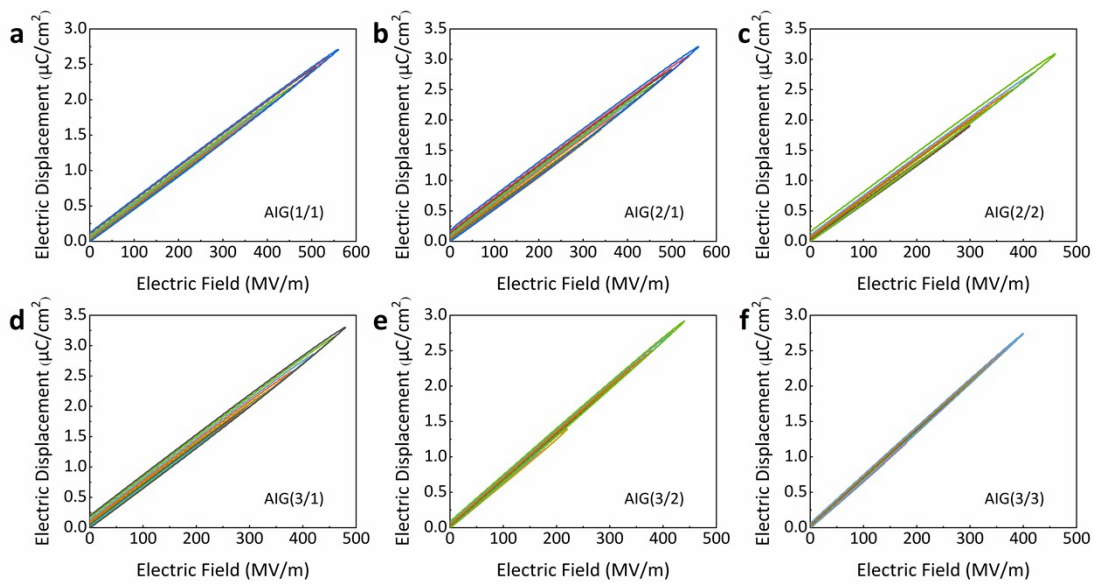 a
Electric Displacement (μC/cm²)
3.0
2.5
2.0
1.5
1.0
0.5
0.0
0 100 200 300 400 500 600
Electric Field (MV/m)
AIG(1/1)
b
Electric Displacement (μC/cm²)
3.5
3.0
2.5
2.0
1.5
1.0
0.5
0.0
0 100 200 300 400 500 600
Electric Field (MV/m)
AIG(2/1)
c
Electric Displacement (μC/cm²)
3.5
3.0
2.5
2.0
1.5
1.0
0.5
0.0
0 100 200 300 400 500
Electric Field (MV/m)
AIG(2/2)
d
Electric Displacement (μC/cm²)
3.5
3.0
2.5
2.0
1.5
1.0
0.5
0.0
0 100 200 300 400 500
Electric Field (MV/m)
AIG(3/1)
e
Electric Displacement (μC/cm²)
3.0
2.5
2.0
1.5
1.0
0.5
0.0
0 100 200 300 400 500
Electric Field (MV/m)
AIG(3/2)
f
Electric Displacement (μC/cm²)
3.0
2.5
2.0
1.5
1.0
0.5
0.0
0 100 200 300 400 500
Electric Field (MV/m)
AIG(3/3)